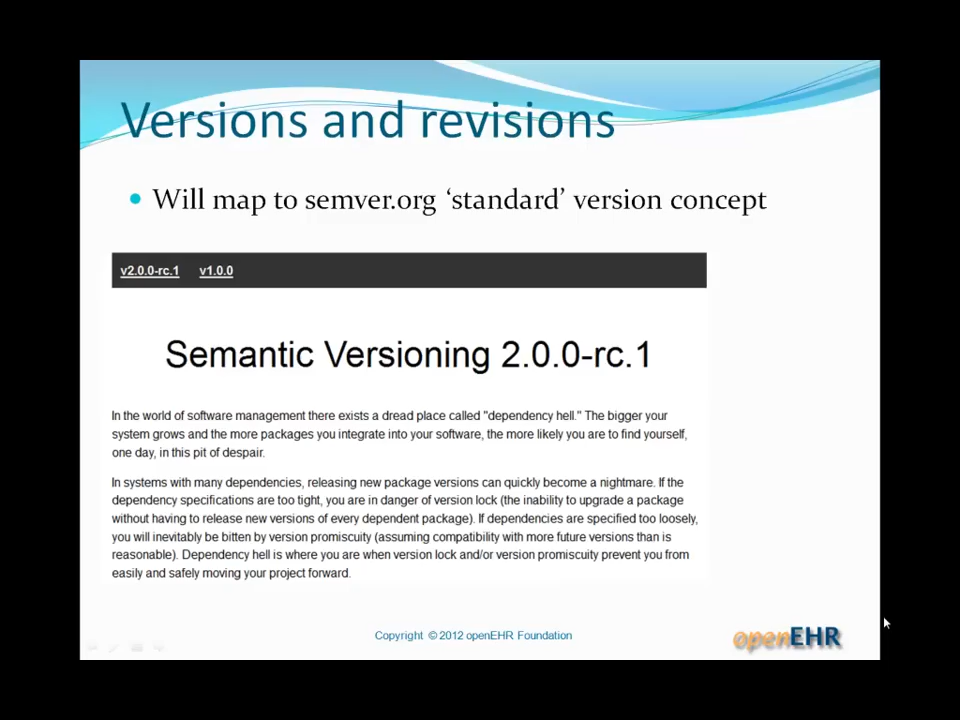 Versions and revisions
Will map to semver.org ‘standard’ version concept
v2.0.0-rc.1 v1.0.0
Semantic Versioning 2.0.0-rc.1
In the world of software management there exists a dread place called "dependency hell." The bigger your
system grows and the more packages you integrate into your software, the more likely you are to find yourself,
one day, in this pit of despair.
In systems with many dependencies, releasing new package versions can quickly become a nightmare. If the
dependency specifications are too tight, you are in danger of version lock (the inability to upgrade a package
without having to release new versions of every dependent package). If dependencies are specified too loosely,
you will inevitably be bitten by version promiscuity (assuming compatibility with more future versions than is
reasonable). Dependency hell is where you are when version lock and/or version promiscuity prevent you from
easily and safely moving your project forward.
Copyright © 2012 openEHR Foundation
openEHR